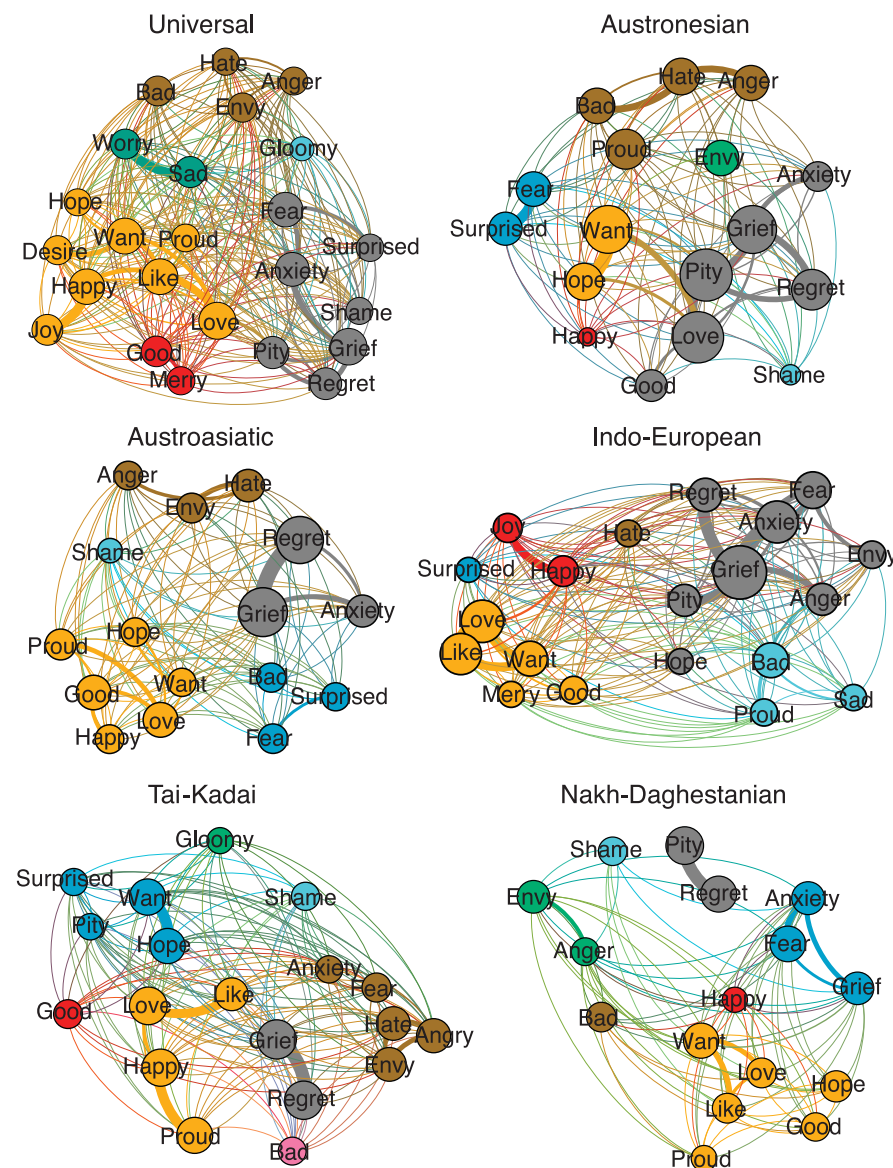 Universal
Hate
Anger
Bad
Envy
Worry
Gloomy
Sad
Hope
Fear
Want
Proud
Desire
Surprised
Happy
Like
Anxiety
Shame
Joy
Love
Good
Pity
Grief
Merry
Regret
Austronesian
Hate
Anger
Bad
Proud
Envy
Anxiety
Fear
Surprised
Want
Grief
Hope
Pity
Regret
Happy
Love
Good
Shame
Austroasiatic
Anger
Hate
Envy
Shame
Regret
Grief
Anxiety
Hope
Proud
Bad
Want
Good
Surprised
Love
Happy
Fear
Indo-European
Regret
Fear
Joy
Hate
Anxiety
Envy
Surprised
Happy
Grief
Pity
Anger
Love
Like
Want
Hope
Bad
Merry
Good
Proud
Sad
Tai-Kadai
Gloomy
Surprised
Want
Shame
Pity
Hope
Anxiety
Fear
Good
Love
Like
Hate
Angry
Grief
Envy
Happy
Regret
Proud
Bad
Nakh-Daghestanian
Shame
Pity
Regret
Envy
Anxiety
Anger
Fear
Grief
Happy
Bad
Want
Love
Hope
Like
Good
Proud